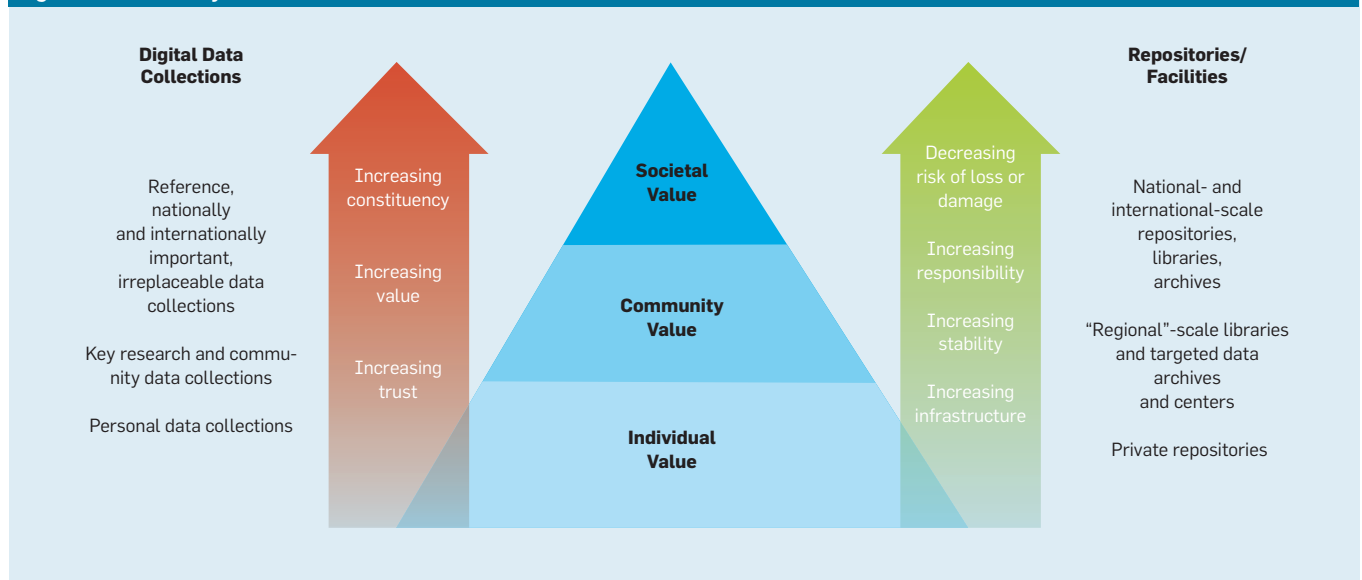 Digital Data
Collections
Reference,
nationally
and internationally
important,
irreplaceable data
collections
Key research and commu-
nity data collections
Personal data collections
Increasing
constituency
Increasing
value
Increasing
trust
Societal
Value
Community
Value
Individual
Value
Decreasing
risk of loss or
damage
Increasing
responsibility
Increasing
stability
Increasing
infrastructure
Repositories/
Facilities
National- and
international-scale
repositories,
libraries,
archives
“Regional”-scale libraries
and targeted data
archives
and centers
Private repositories